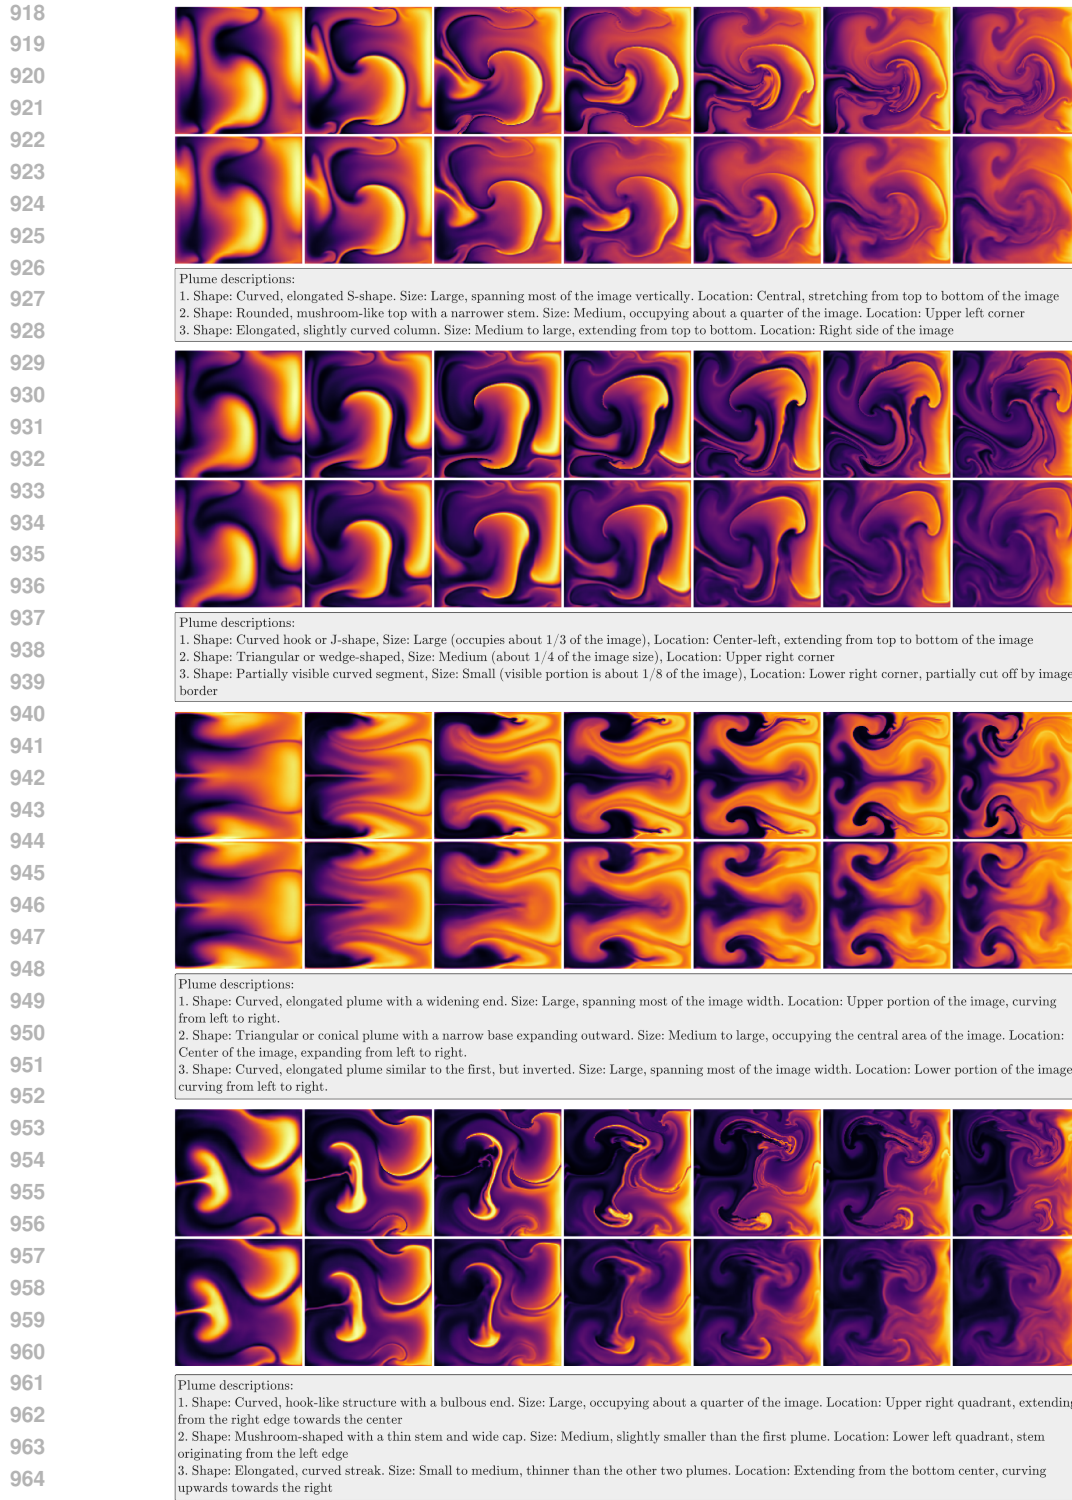 918
919
920
921
922
923
924
925
926
927
928
929
930
931
932
933
934
935
936
937
938
939
940
941
942
943
944
945
946
947
948
949
950
951
952
953
954
955
956
957
958
959
960
961
962
963
964
Plume descriptions:
1. Shape: Curved, elongated S-shape. Size: Large, spanning most of the image vertically. Location: Central, stretching from top to bottom of the image
2. Shape: Rounded, mushroom-like top with a narrower stem. Size: Medium, occupying about a quarter of the image. Location: Upper left corner
3. Shape: Elongated, slightly curved column. Size: Medium to large, extending from top to bottom. Location: Right side of the image
Plume descriptions:
1. Shape: Curved hook or J-shape, Size: Large (occupies about 1/3 of the image), Location: Center-left, extending from top to bottom of the image
2. Shape: Triangular or wedge-shaped, Size: Medium (about 1/4 of the image size), Location: Upper right corner
3. Shape: Partially visible curved segment, Size: Small (visible portion is about 1/8 of the image), Location: Lower right corner, partially cut off by image
border
Plume descriptions:
1. Shape: Curved, elongated plume with a widening end. Size: Large, spanning most of the image width. Location: Upper portion of the image, curving
from left to right.
2. Shape: Triangular or conical plume with a narrow base expanding outward. Size: Medium to large, occupying the central area of the image. Location:
Center of the image, expanding from left to right.
3. Shape: Curved, elongated plume similar to the first, but inverted. Size: Large, spanning most of the image width. Location: Lower portion of the image
curving from left to right.
Plume descriptions:
1. Shape: Curved, hook-like structure with a bulbous end. Size: Large, occupying about a quarter of the image. Location: Upper right quadrant, extending
from the right edge towards the center
2. Shape: Mushroom-shaped with a thin stem and wide cap. Size: Medium, slightly smaller than the first plume. Location: Lower left quadrant, stem
originating from the left edge
3. Shape: Elongated, curved streak. Size: Small to medium, thinner than the other two plumes. Location: Extending from the bottom center, curving
upwards towards the right